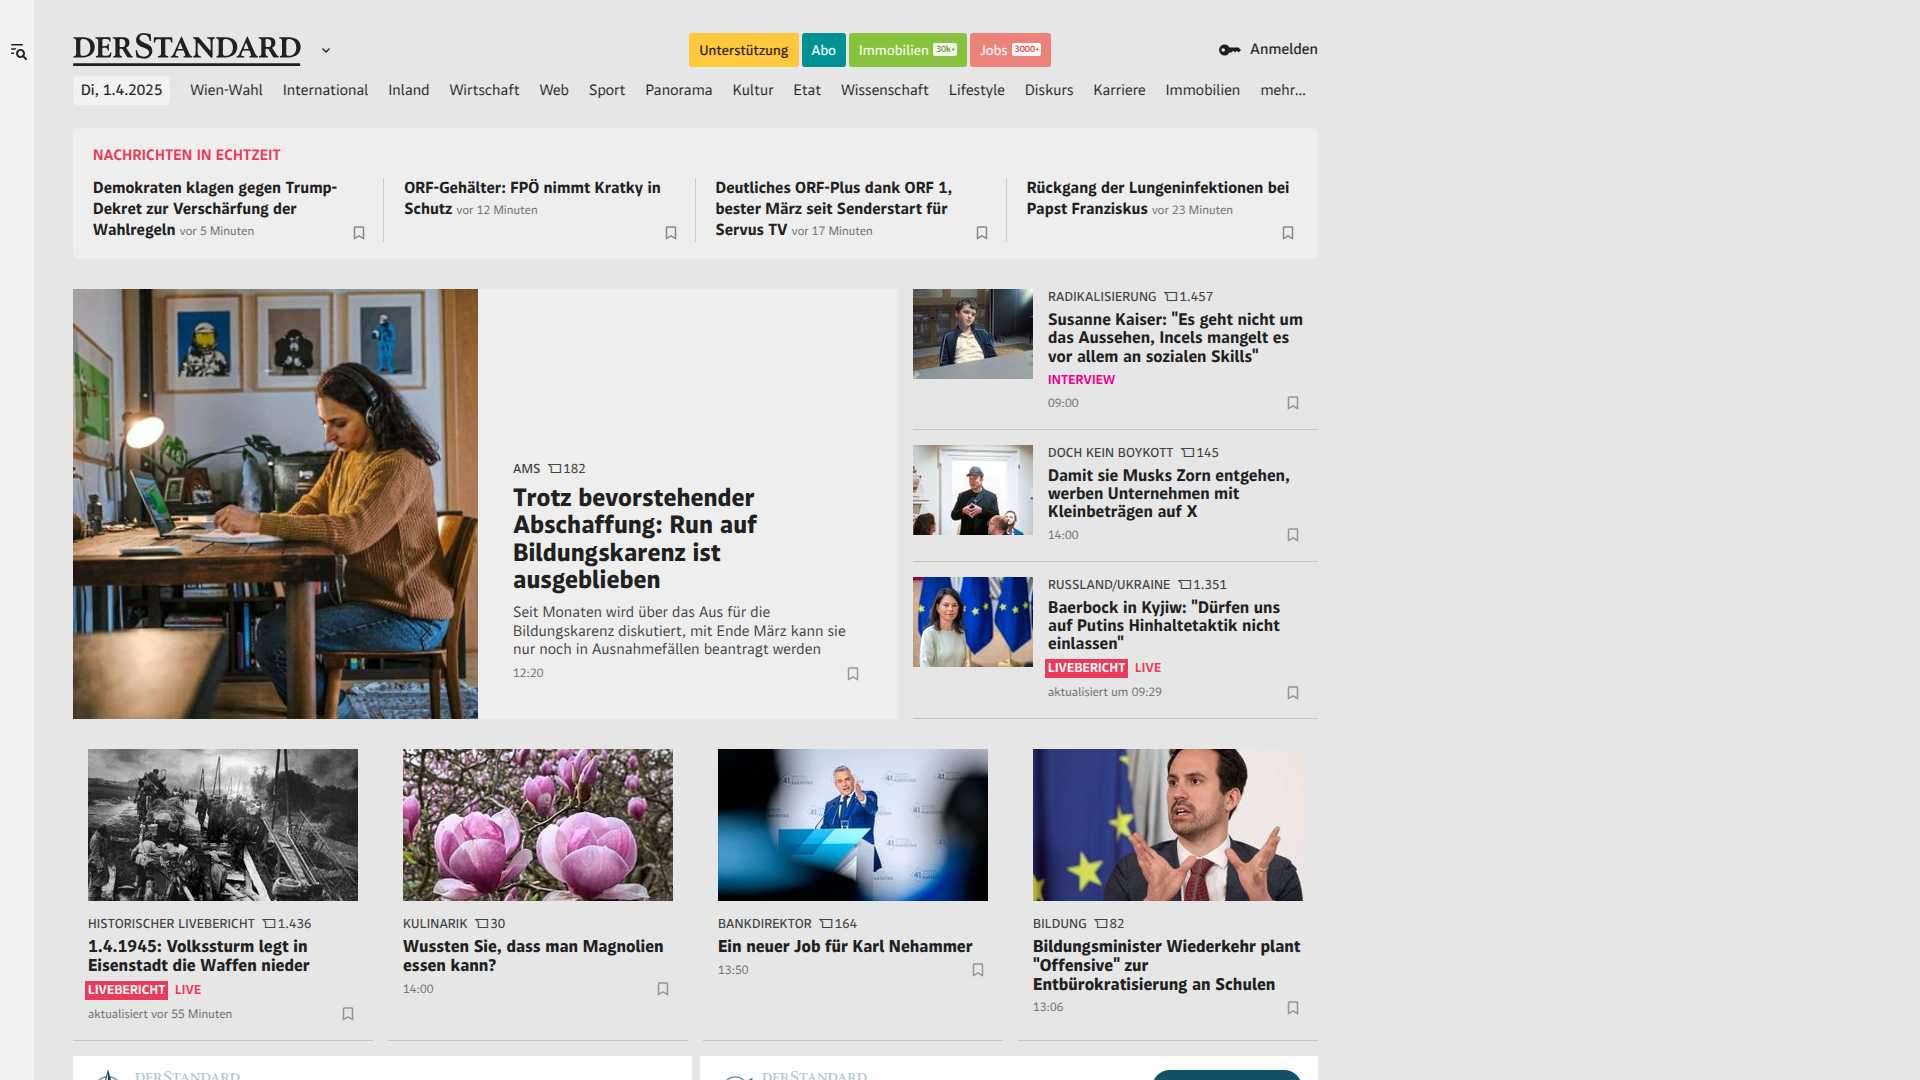 DERSTANDARD
Unterstützung
Abo
Immobilien 30k+
Jobs 3000+
Anmelden
Di, 1.4.2025
Wien-Wahl
International
Inland
Wirtschaft
Web
Sport
Panorama
Kultur
Etat
Wissenschaft
Lifestyle
Diskurs
Karriere
Immobilien
mehr...
NACHRICHTEN IN ECHTZEIT
Demokraten klagen gegen Trump-
Dekret zur Verschärfung der
Wahlregeln vor 5 Minuten
ORF-Gehälter: FPÖ nimmt Kratky in
Schutz vor 12 Minuten
Deutliches ORF-Plus dank ORF 1,
bester März seit Senderstart für
Servus TV vor 17 Minuten
Rückgang der Lungeninfektionen bei
Papst Franziskus vor 23 Minuten
AMS 182
Trotz bevorstehender
Abschaffung: Run auf
Bildungskarenz ist
ausgeblieben
Seit Monaten wird über das Aus für die
Bildungskarenz diskutiert, mit Ende März kann sie
nur noch in Ausnahmefällen beantragt werden
12:20
RADIKALISIERUNG 1.457
Susanne Kaiser: "Es geht nicht um
das Aussehen, Incels mangelt es
vor allem an sozialen Skills"
INTERVIEW
09:00
DOCH KEIN BOYKOTT 145
Damit sie Musks Zorn entgehen,
werben Unternehmen mit
Kleinbeträgen auf X
14:00
RUSSLAND/UKRAINE 1.351
Baerbock in Kyjiw: "Dürfen uns
auf Putins Hinhaltetaktik nicht
einlassen"
LIVEBERICHT LIVE
aktualisiert um 09:29
HISTORISCHER LIVEBERICHT 1.436
1.4.1945: Volkssturm legt in
Eisenstadt die Waffen nieder
LIVEBERICHT LIVE
aktualisiert vor 55 Minuten
KULINARIK 30
Wussten Sie, dass man Magnolien
essen kann?
14:00
BANKDIREKTOR 164
Ein neuer Job für Karl Nehammer
13:50
BILDUNG 82
Bildungsminister Wiederkehr plant
"Offensive" zur
Entbürokratisierung an Schulen
13:06
DERSTANDARD
DERSTANDARD